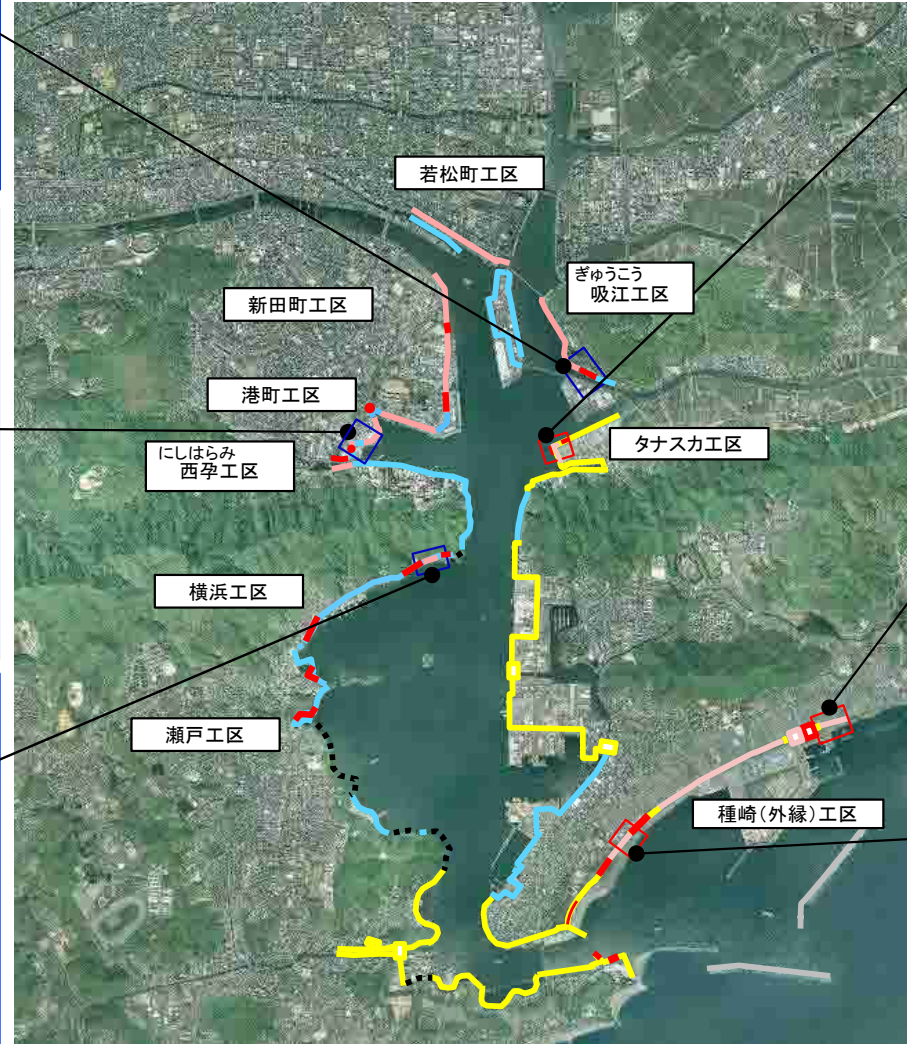 若松町工区
ぎゅうこう
吸江工区
新田町工区
港町工区
タナスカ工区
にしはらみ
西孕工区
横浜工区
瀬戸工区
種崎(外縁)工区